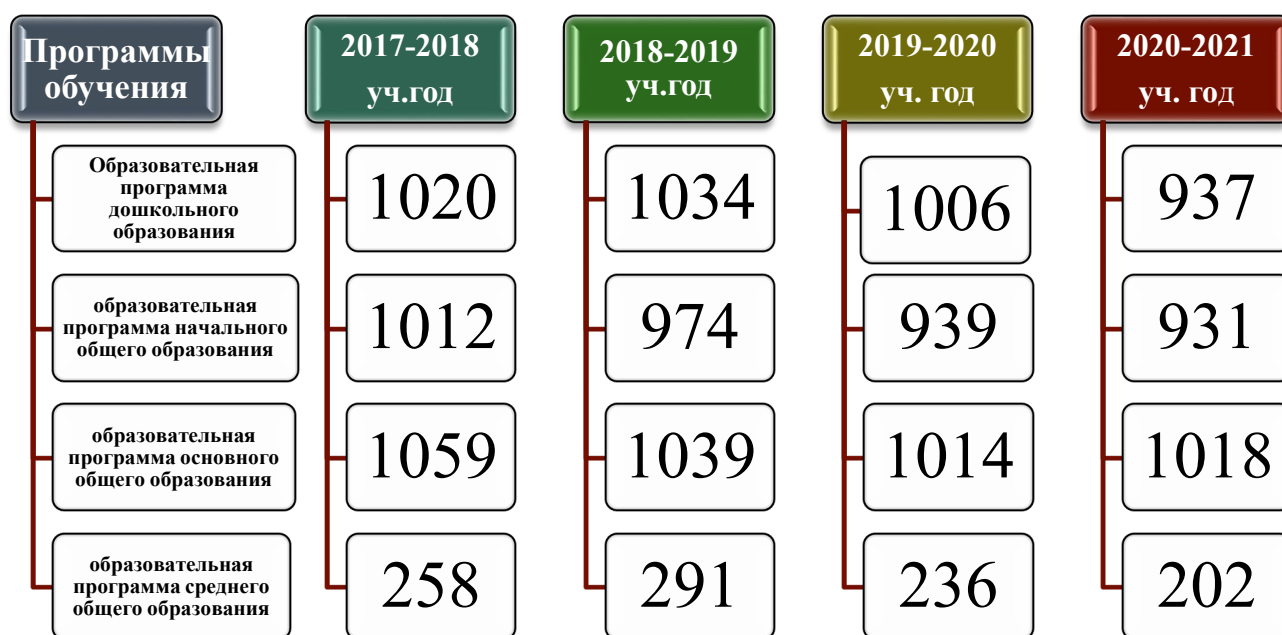 Программы
обучения
2017-2018
уч.год
2018-2019
уч.год
2019-2020
уч. год
2020-2021
уч. год
Образовательная
программа
дошкольного
образования
1020
1034
1006
937
образовательная
программа начального
общего образования
1012
974
939
931
образовательная
программа основного
общего образования
1059
1039
1014
1018
образовательная
программа среднего
общего образования
258
291
236
202